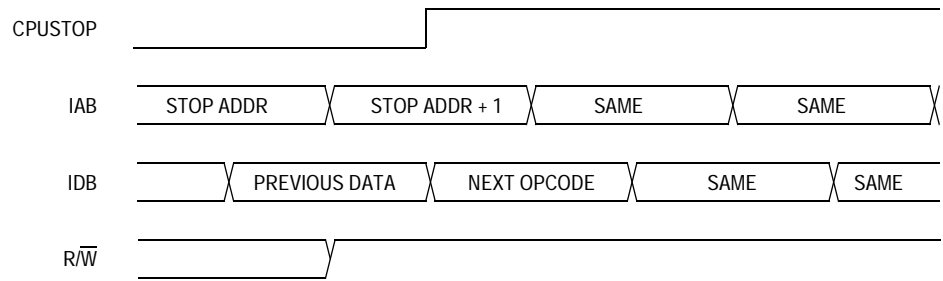 CPUSTOP
IAB STOP ADDR STOP ADDR + 1 SAME SAME
IDB PREVIOUS DATA NEXT OPCODE SAME SAME
R/W̅